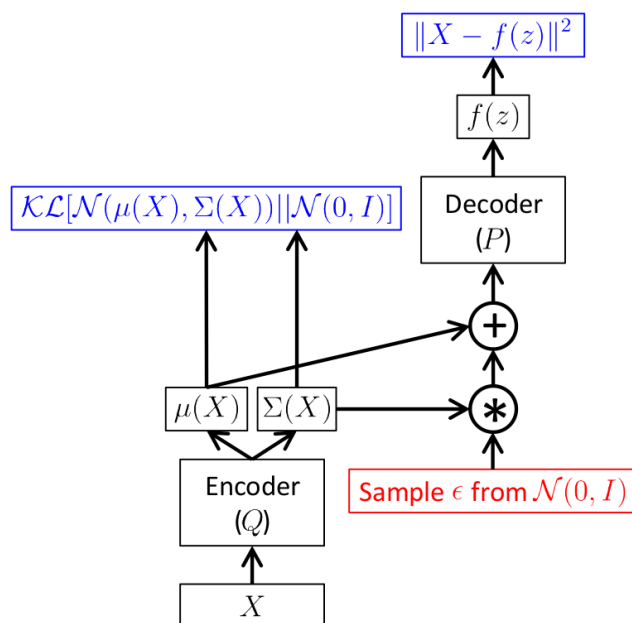 ‖X − f(z)‖²
f(z)
𝒦ℒ[𝒩(μ(X), Σ(X))||𝒩(0, I)]
Decoder
(P)
+
μ(X)
Σ(X)
*
Encoder
(Q)
Sample ϵ from 𝒩(0, I)
X